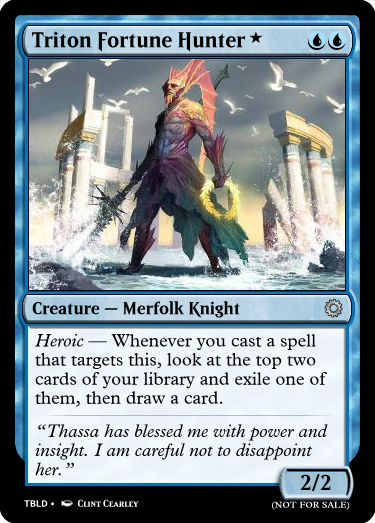 Triton Fortune Hunter ★
Creature — Merfolk Knight
Heroic — Whenever you cast a spell
that targets this, look at the top two
cards of your library and exile one of
them, then draw a card.
“Thassa has blessed me with power and
insight. I am careful not to disappoint
her.”
2/2
TBLD • Clint Cearley
(NOT FOR SALE)